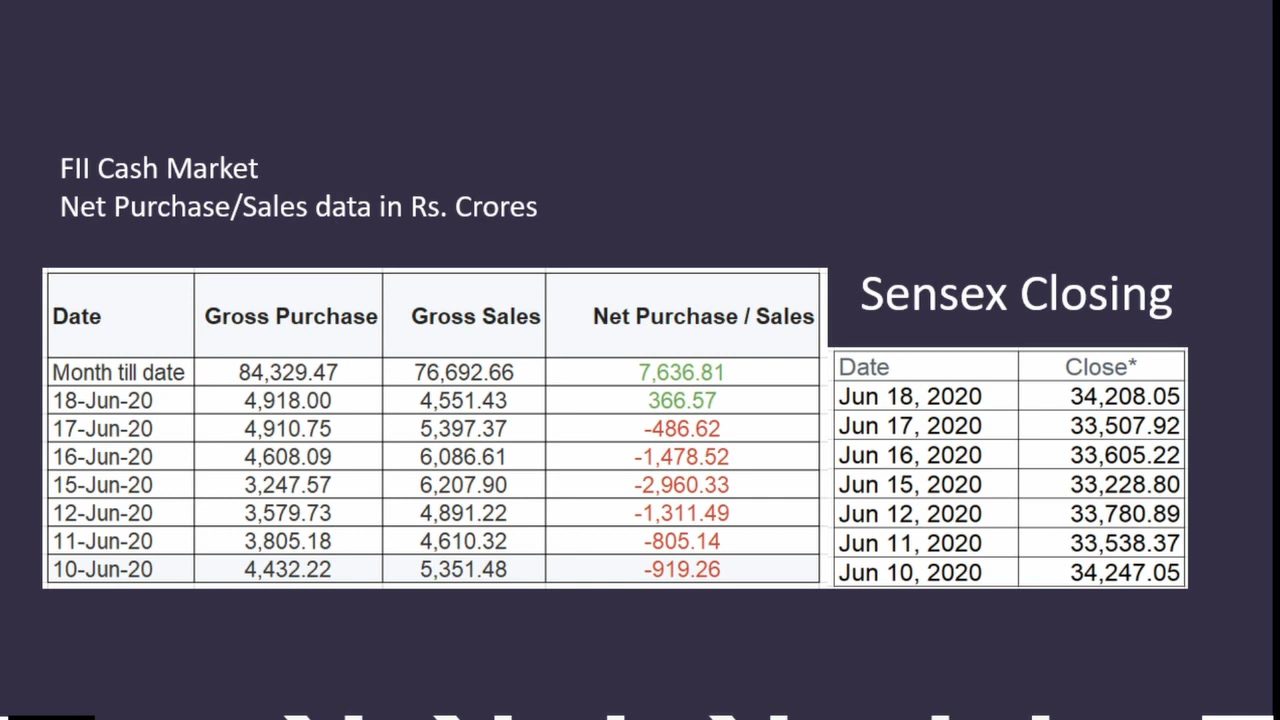 FII Cash Market
Net Purchase/Sales data in Rs. Crores
Sensex Closing
Date Gross Purchase Gross Sales Net Purchase / Sales
Month till date 84,329.47 76,692.66 7,636.81
18-Jun-20 4,918.00 4,551.43 366.57
17-Jun-20 4,910.75 5,397.37 -486.62
16-Jun-20 4,608.09 6,086.61 -1,478.52
15-Jun-20 3,247.57 6,207.90 -2,960.33
12-Jun-20 3,579.73 4,891.22 -1,311.49
11-Jun-20 3,805.18 4,610.32 -805.14
10-Jun-20 4,432.22 5,351.48 -919.26
Date Close*
Jun 18, 2020 34,208.05
Jun 17, 2020 33,507.92
Jun 16, 2020 33,605.22
Jun 15, 2020 33,228.80
Jun 12, 2020 33,780.89
Jun 11, 2020 33,538.37
Jun 10, 2020 34,247.05